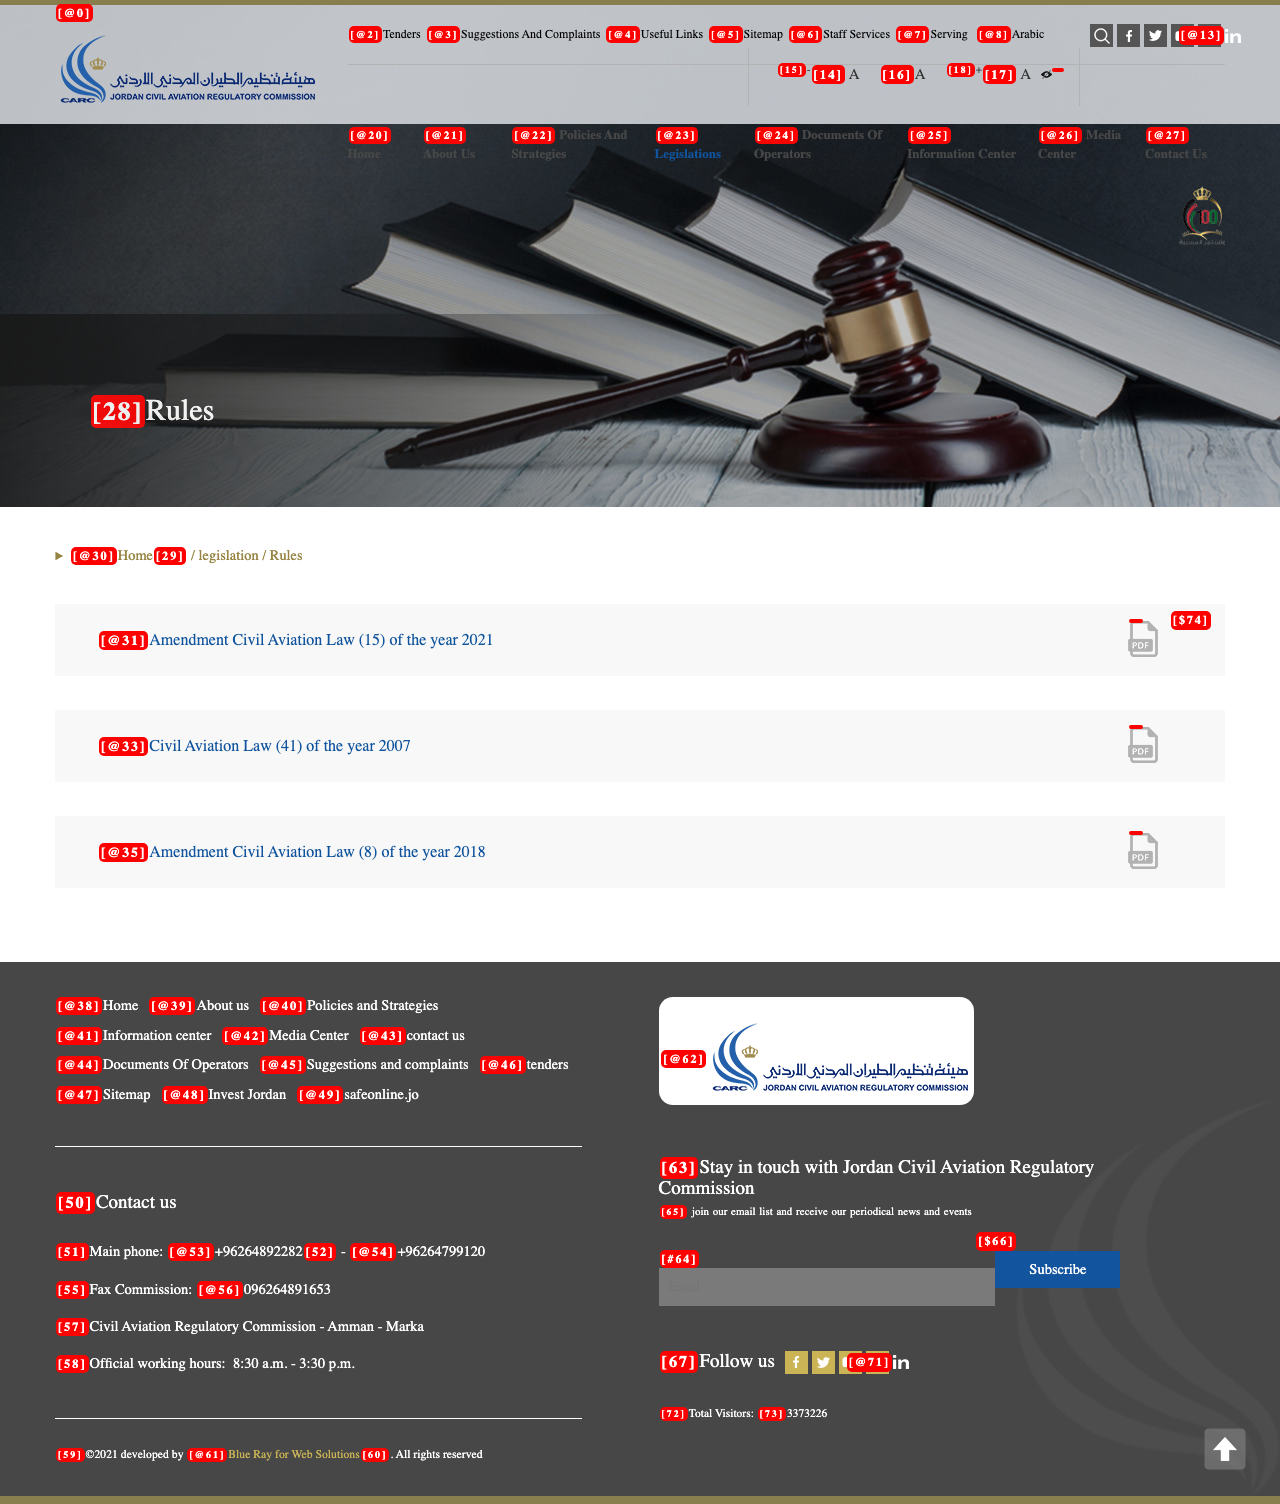 [@0]
[@2] Tenders [@3] Suggestions And Complaints [@4] Useful Links [@5] Sitemap [@6] Staff Services [@7] Serving [@8] Arabic [@13]
هيئة تنظيم الطيران المدني الاردني
JORDAN CIVIL AVIATION REGULATORY COMMISSION
CARC
[15] - [14] A [16] A [18] + [17] A
[@20] Home
[@21] About Us
[@22] Policies And Strategies
[@23] Legislations
[@24] Documents Of Operators
[@25] Information Center
[@26] Media Center
[@27] Contact Us
100
[28]Rules
[@30]Home[29] / legislation / Rules
[@31]Amendment Civil Aviation Law (15) of the year 2021
PDF
[$74]
[@33]Civil Aviation Law (41) of the year 2007
PDF
[@35]Amendment Civil Aviation Law (8) of the year 2018
PDF
[@38]Home [@39]About us [@40]Policies and Strategies
[@41]Information center [@42]Media Center [@43]contact us
[@44]Documents Of Operators [@45]Suggestions and complaints [@46]tenders
[@47]Sitemap [@48]Invest Jordan [@49]safeonline.jo
[50]Contact us
[51]Main phone: [@53]+96264892282[52] - [@54]+96264799120
[55]Fax Commission: [@56]096264891653
[57]Civil Aviation Regulatory Commission - Amman - Marka
[58]Official working hours: 8:30 a.m. - 3:30 p.m.
[59]©2021 developed by [@61]Blue Ray for Web Solutions[60]. All rights reserved
[@62]
هيئة تنظيم الطيران المدني الاردني
JORDAN CIVIL AVIATION REGULATORY COMMISSION
CARC
[63]Stay in touch with Jordan Civil Aviation Regulatory
Commission
[65] join our email list and receive our periodical news and events
[$66]
[#64]
Subscribe
[67]Follow us [@71]
[72]Total Visitors: [73]3373226